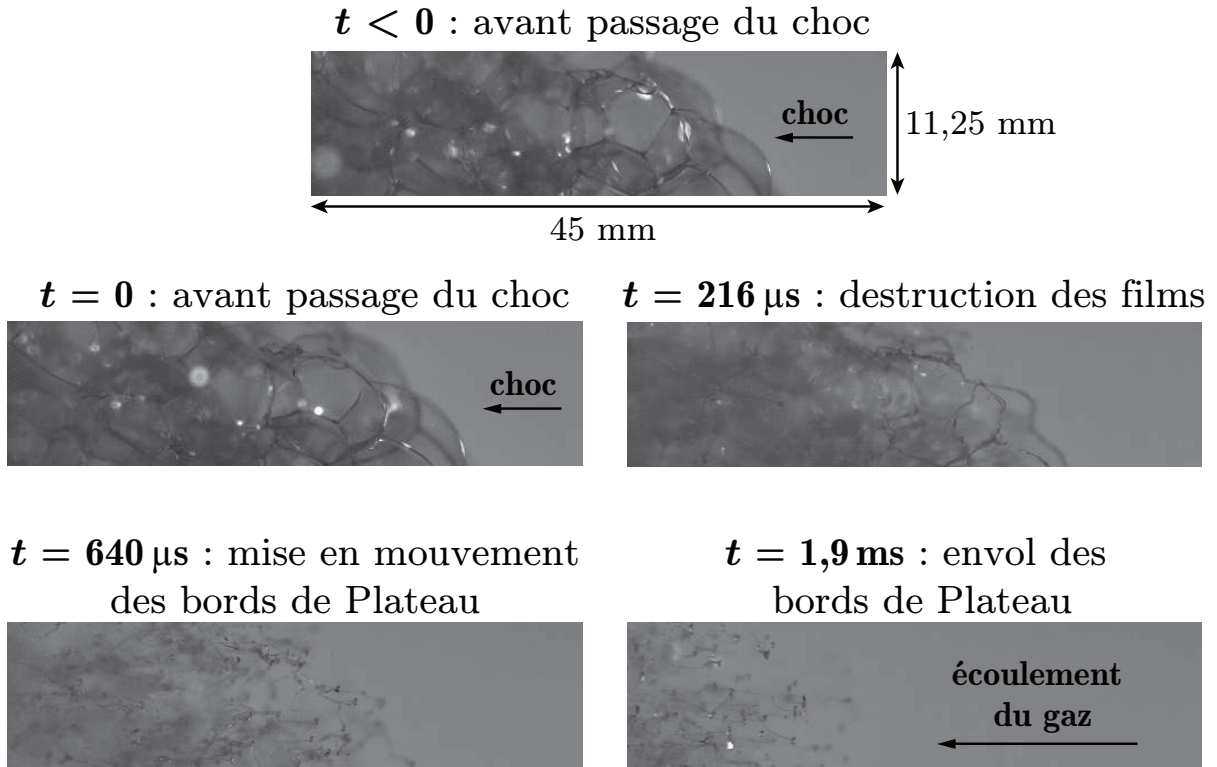 t < 0 : avant passage du choc
choc
11,25 mm
45 mm
t = 0 : avant passage du choc
t = 216 µs : destruction des films
choc
t = 640 µs : mise en mouvement
des bords de Plateau
t = 1,9 ms : envol des
bords de Plateau
écoulement
du gaz